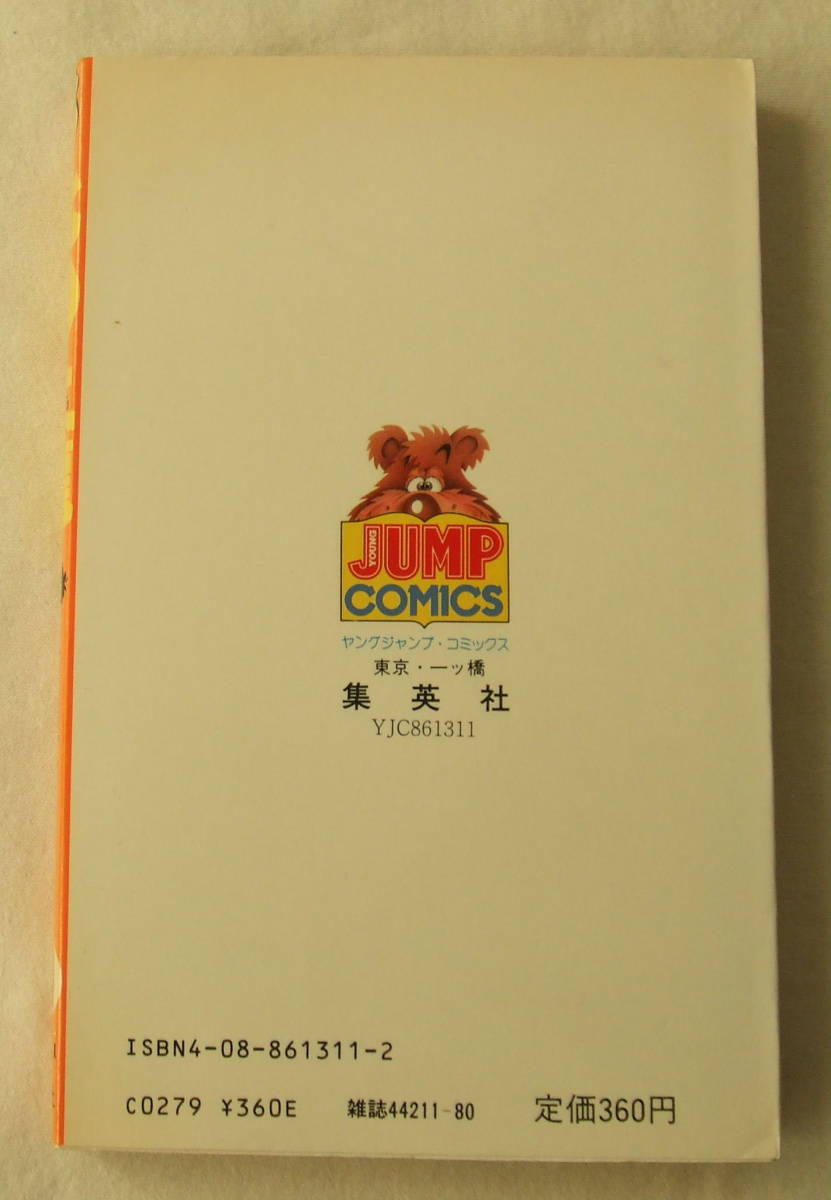 YOUNG
JUMP
COMICS
ヤングジャンプ・コミックス
東京・一ッ橋
集英社
YJC861311
ISBN4-08-861311-2
C0279 ¥360E 雑誌44211-80 定価360円